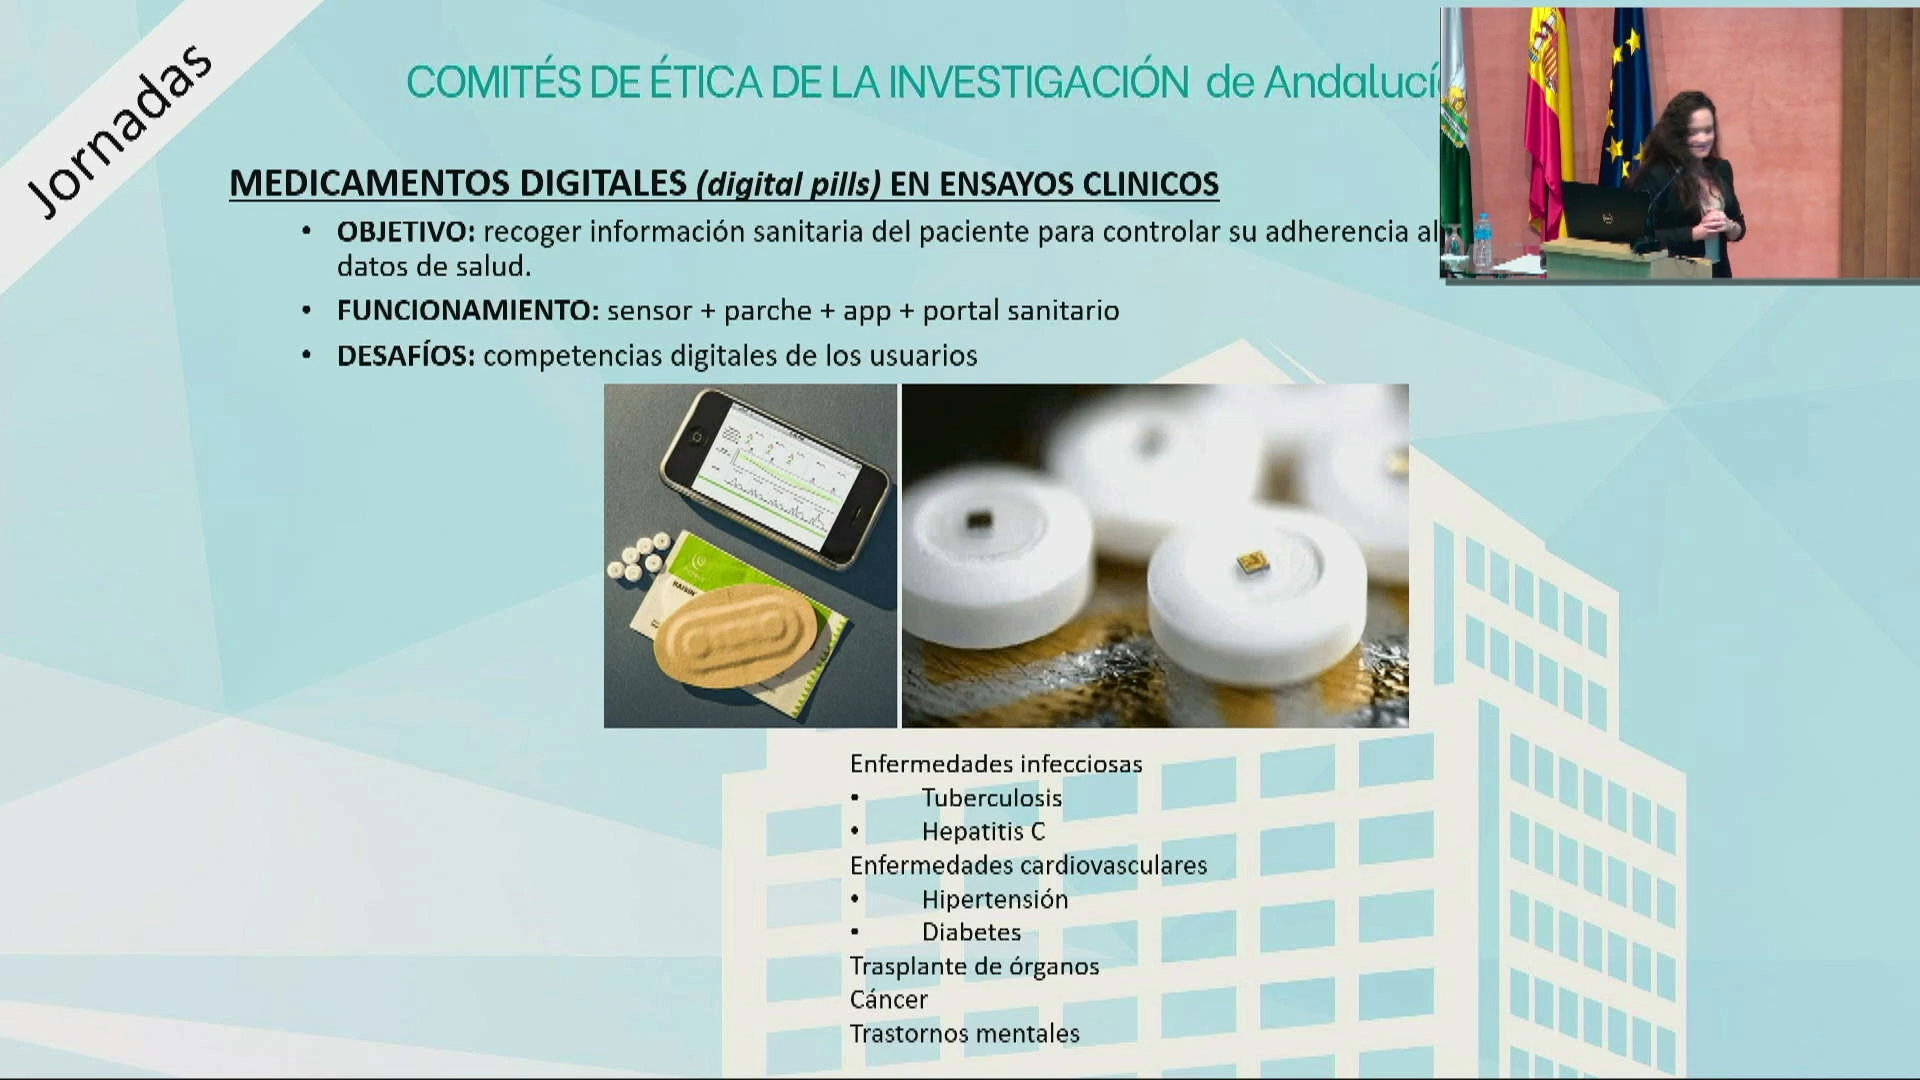 Jornadas
COMITÉS DE ÉTICA DE LA INVESTIGACIÓN de Andalucí
MEDICAMENTOS DIGITALES (digital pills) EN ENSAYOS CLINICOS
• OBJETIVO: recoger información sanitaria del paciente para controlar su adherencia al
datos de salud.
• FUNCIONAMIENTO: sensor + parche + app + portal sanitario
• DESAFÍOS: competencias digitales de los usuarios
Enfermedades infecciosas
• Tuberculosis
• Hepatitis C
Enfermedades cardiovasculares
• Hipertensión
• Diabetes
Trasplante de órganos
Cáncer
Trastornos mentales